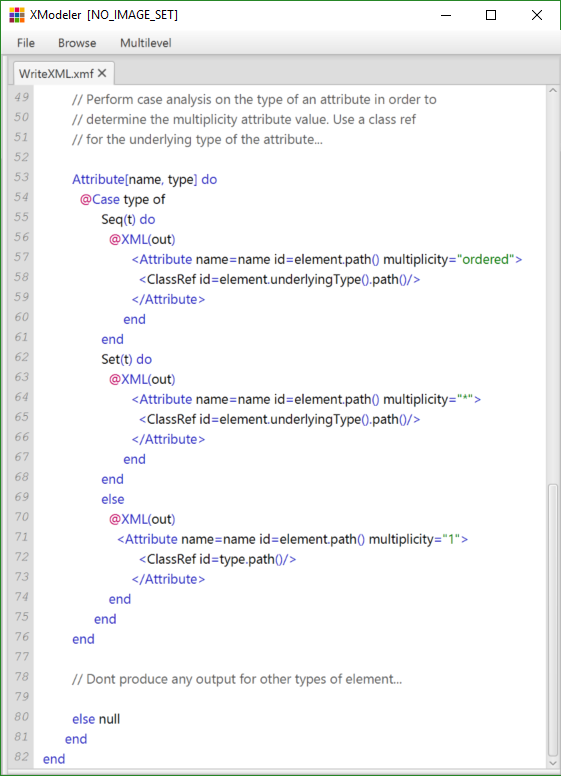 XModeler [NO_IMAGE_SET]
File Browse Multilevel
WriteXML.xmf
49 // Perform case analysis on the type of an attribute in order to
50 // determine the multiplicity attribute value. Use a class ref
51 // for the underlying type of the attribute...
52
53 Attribute[name, type] do
54 @Case type of
55 Seq(t) do
56 @XML(out)
57 <Attribute name=name id=element.path() multiplicity="ordered">
58 <ClassRef id=element.underlyingType().path()/>
59 </Attribute>
60 end
61 end
62 Set(t) do
63 @XML(out)
64 <Attribute name=name id=element.path() multiplicity="*">
65 <ClassRef id=element.underlyingType().path()/>
66 </Attribute>
67 end
68 end
69 else
70 @XML(out)
71 <Attribute name=name id=element.path() multiplicity="1">
72 <ClassRef id=type.path()/>
73 </Attribute>
74 end
75 end
76 end
77
78 // Dont produce any output for other types of element...
79
80 else null
81 end
82 end